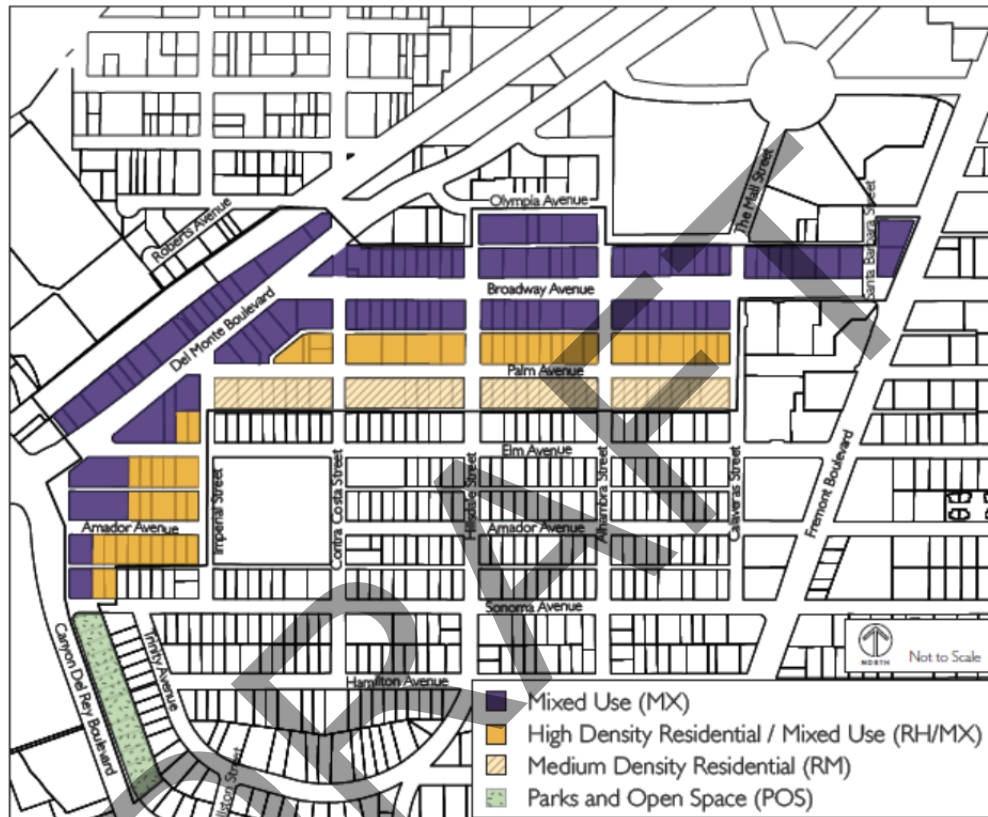 Roberts Avenue
Olympia Avenue
The Mall Street
Santa Barbara Street
Broadway Avenue
Del Monte Boulevard
Palm Avenue
Elm Avenue
Imperial Street
Contra Costa Street
Hillsdale Street
Alhambra Street
Calaveras Street
Fremont Boulevard
Amador Avenue
Amador Avenue
Sonoma Avenue
Trinity Avenue
Canyon Del Rey Boulevard
Hamilton Avenue
NORTH
Not to Scale
Mixed Use (MX)
High Density Residential / Mixed Use (RH/MX)
Medium Density Residential (RM)
Parks and Open Space (POS)
DRAFT